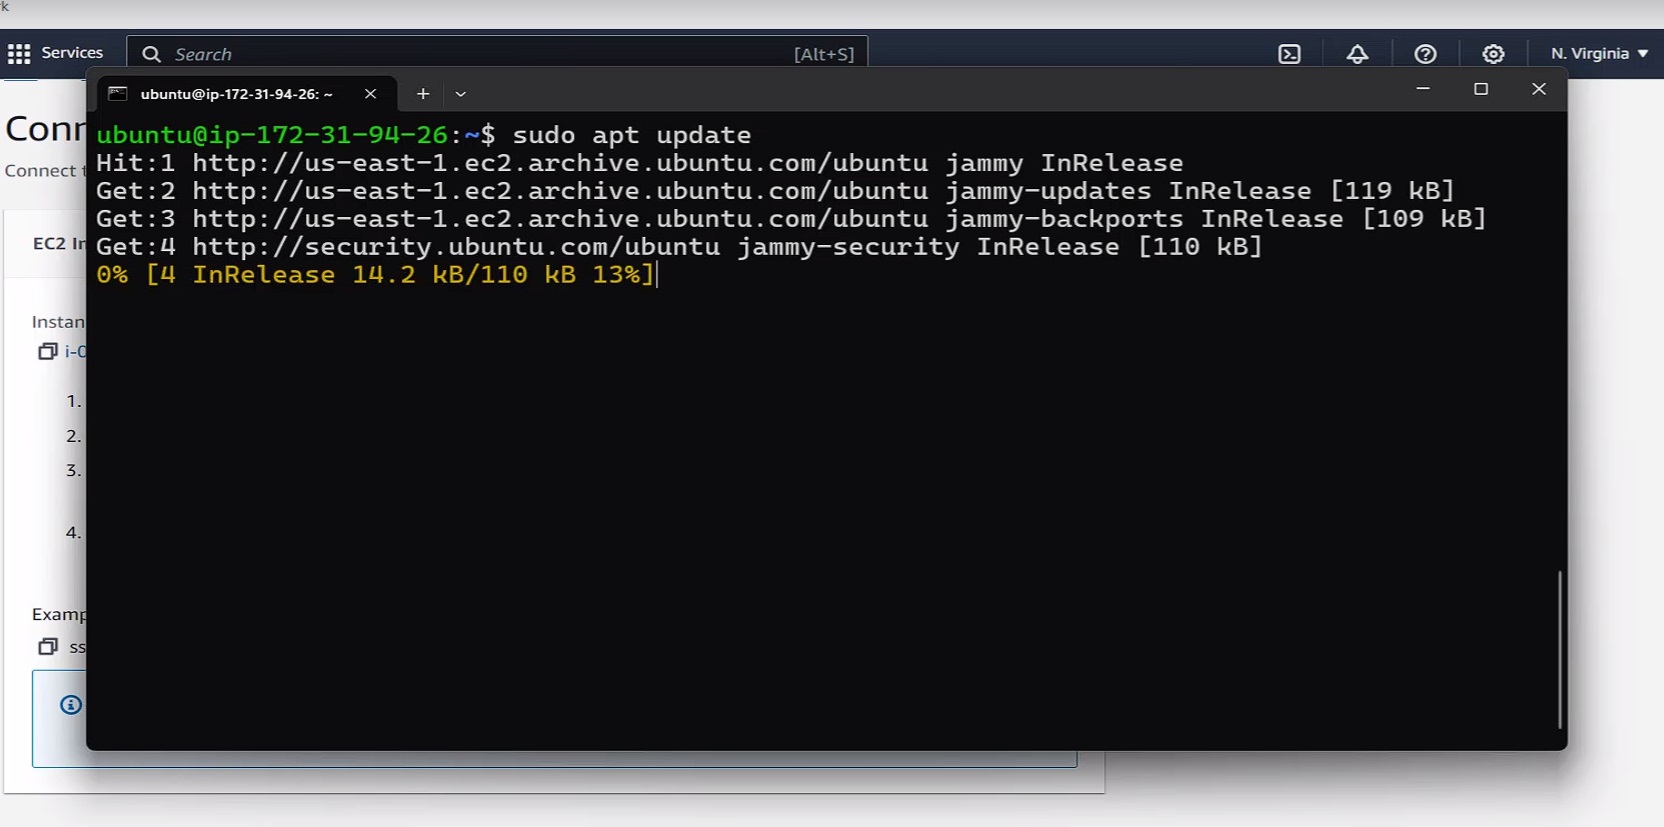 rk
Services Search [Alt+S] N. Virginia
ubuntu@ip-172-31-94-26: ~
Conn
Connect t
ubuntu@ip-172-31-94-26:~$ sudo apt update
Hit:1 http://us-east-1.ec2.archive.ubuntu.com/ubuntu jammy InRelease
Get:2 http://us-east-1.ec2.archive.ubuntu.com/ubuntu jammy-updates InRelease [119 kB]
Get:3 http://us-east-1.ec2.archive.ubuntu.com/ubuntu jammy-backports InRelease [109 kB]
Get:4 http://security.ubuntu.com/ubuntu jammy-security InRelease [110 kB]
0% [4 InRelease 14.2 kB/110 kB 13%]
EC2 In
Instan
i-0
1.
2.
3.
4.
Examp
ss